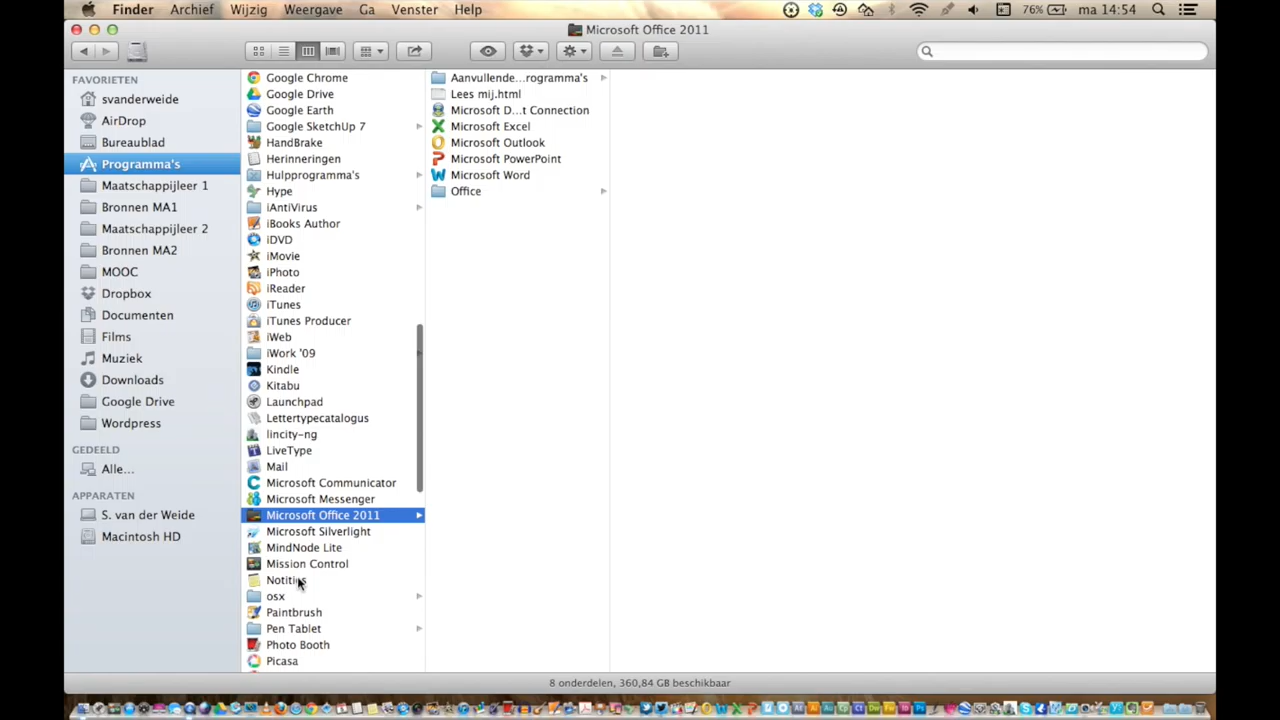 Finder Archief Wijzig Weergave Ga Venster Help 76% ma 14:54
Microsoft Office 2011
FAVORIETEN
svanderweide
AirDrop
Bureaublad
Programma's
Maatschappijleer 1
Bronnen MA1
Maatschappijleer 2
Bronnen MA2
MOOC
Dropbox
Documenten
Films
Muziek
Downloads
Google Drive
Wordpress
GEDEELD
Alle...
APPARATEN
S. van der Weide
Macintosh HD
Google Chrome
Google Drive
Google Earth
Google SketchUp 7
HandBrake
Herinneringen
Hulpprogramma's
Hype
iAntiVirus
iBooks Author
iDVD
iMovie
iPhoto
iReader
iTunes
iTunes Producer
iWeb
iWork '09
Kindle
Kitabu
Launchpad
Lettertypecatalogus
lincity-ng
LiveType
Mail
Microsoft Communicator
Microsoft Messenger
Microsoft Office 2011
Microsoft Silverlight
MindNode Lite
Mission Control
Notities
osx
Paintbrush
Pen Tablet
Photo Booth
Picasa
Aanvullende...rogramma's
Lees mij.html
Microsoft D...t Connection
Microsoft Excel
Microsoft Outlook
Microsoft PowerPoint
Microsoft Word
Office
8 onderdelen, 360,84 GB beschikbaar